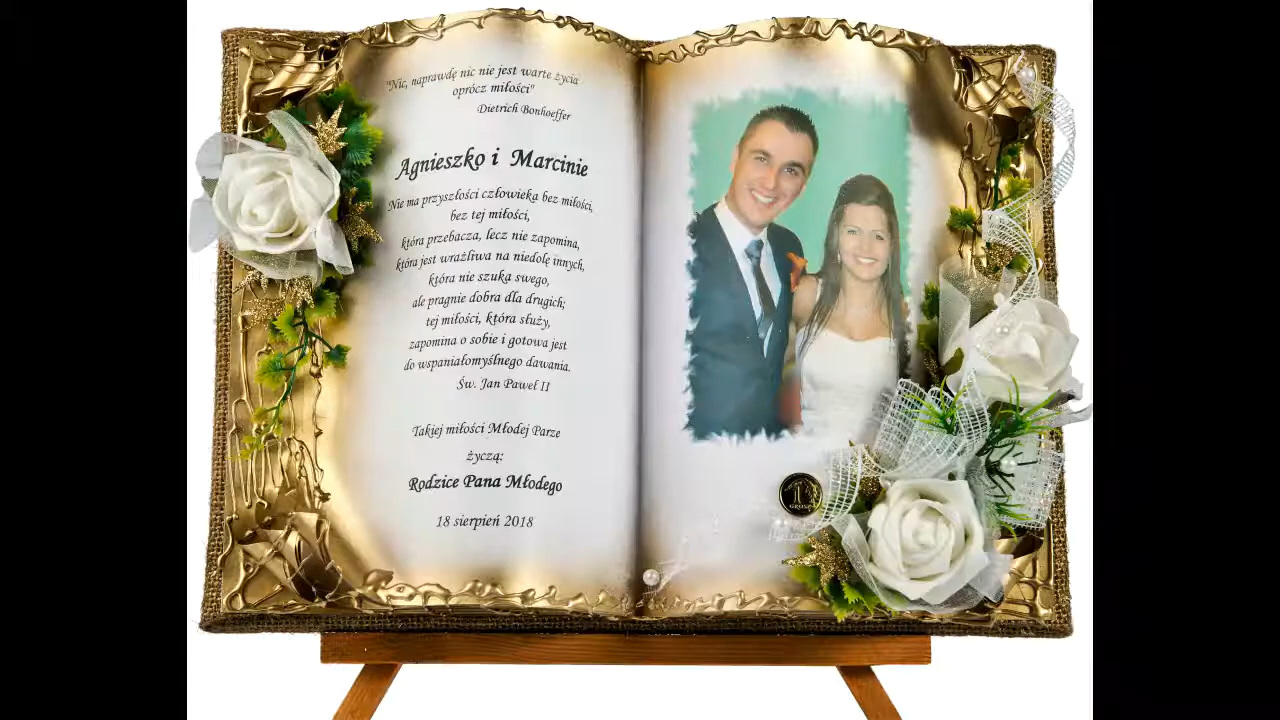 "Nic, naprawdę nic nie jest warte życia
oprócz miłości"
Dietrich Bonhoeffer
Agnieszko i Marcinie
Nie ma przyszłości człowieka bez miłości,
bez tej miłości,
która przebacza, lecz nie zapomina,
która jest wrażliwa na niedolę innych,
która nie szuka swego,
ale pragnie dobra dla drugich;
tej miłości, która służy,
zapomina o sobie i gotowa jest
do wspaniałomyślnego dawania.
Św. Jan Paweł II
Takiej miłości Młodej Parze
życzą:
Rodzice Pana Młodego
18 sierpień 2018
1
GROSZ